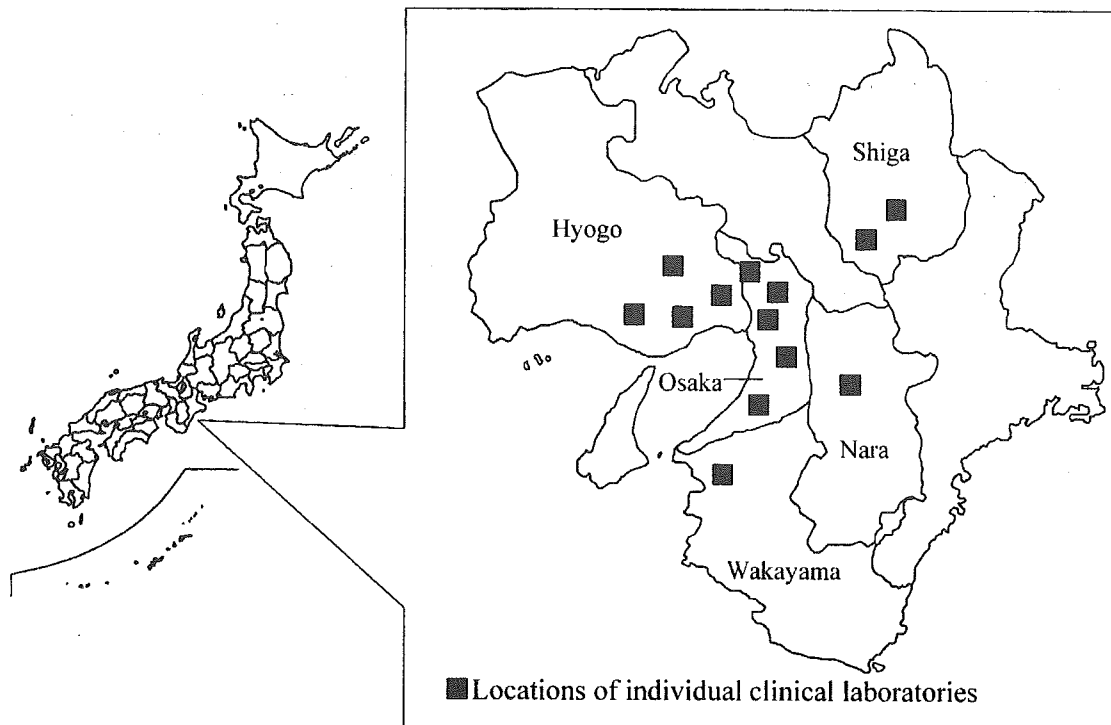 Shiga
Hyogo
Osaka
Nara
Wakayama
Locations of individual clinical laboratories